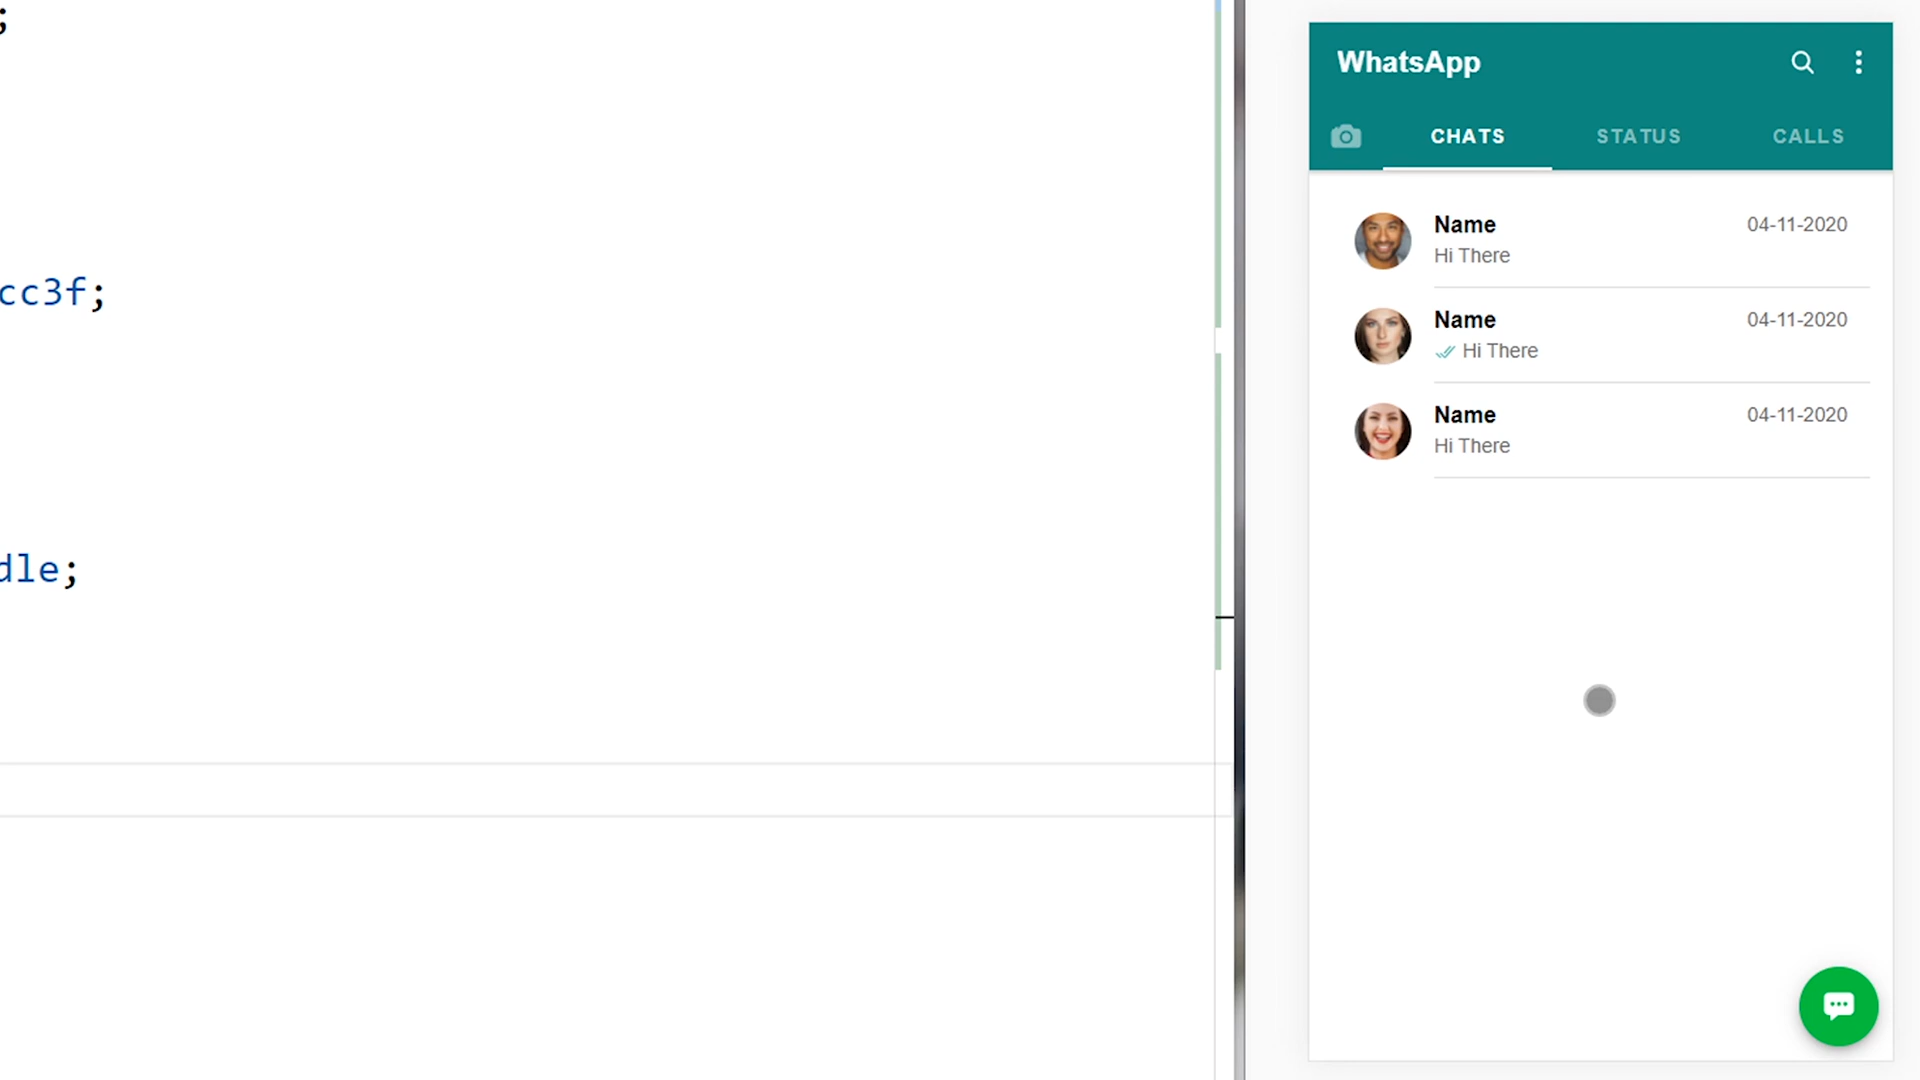 ;
cc3f;
dle;
WhatsApp
CHATS STATUS CALLS
Name 04-11-2020
Hi There
Name 04-11-2020
Hi There
Name 04-11-2020
Hi There